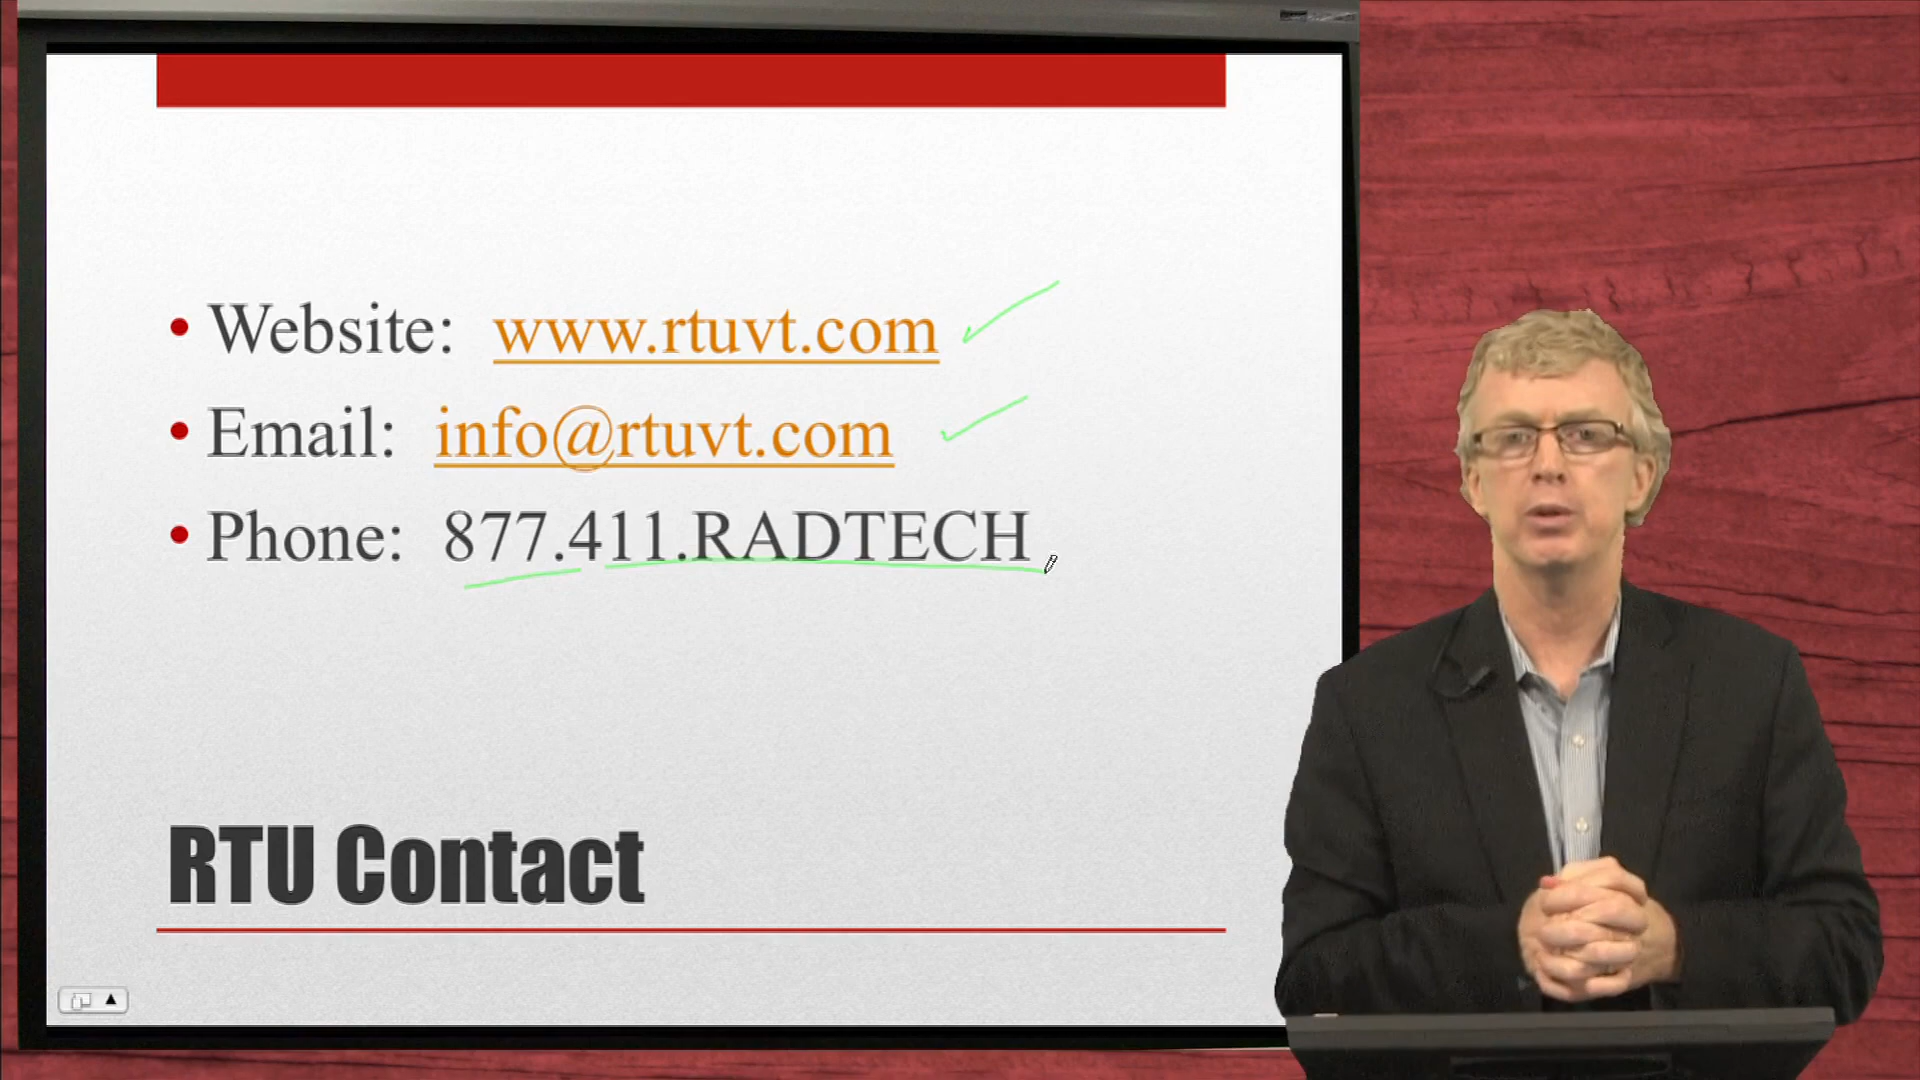 • Website: www.rtuvt.com
• Email: info@rtuvt.com
• Phone: 877.411.RADTECH
RTU Contact